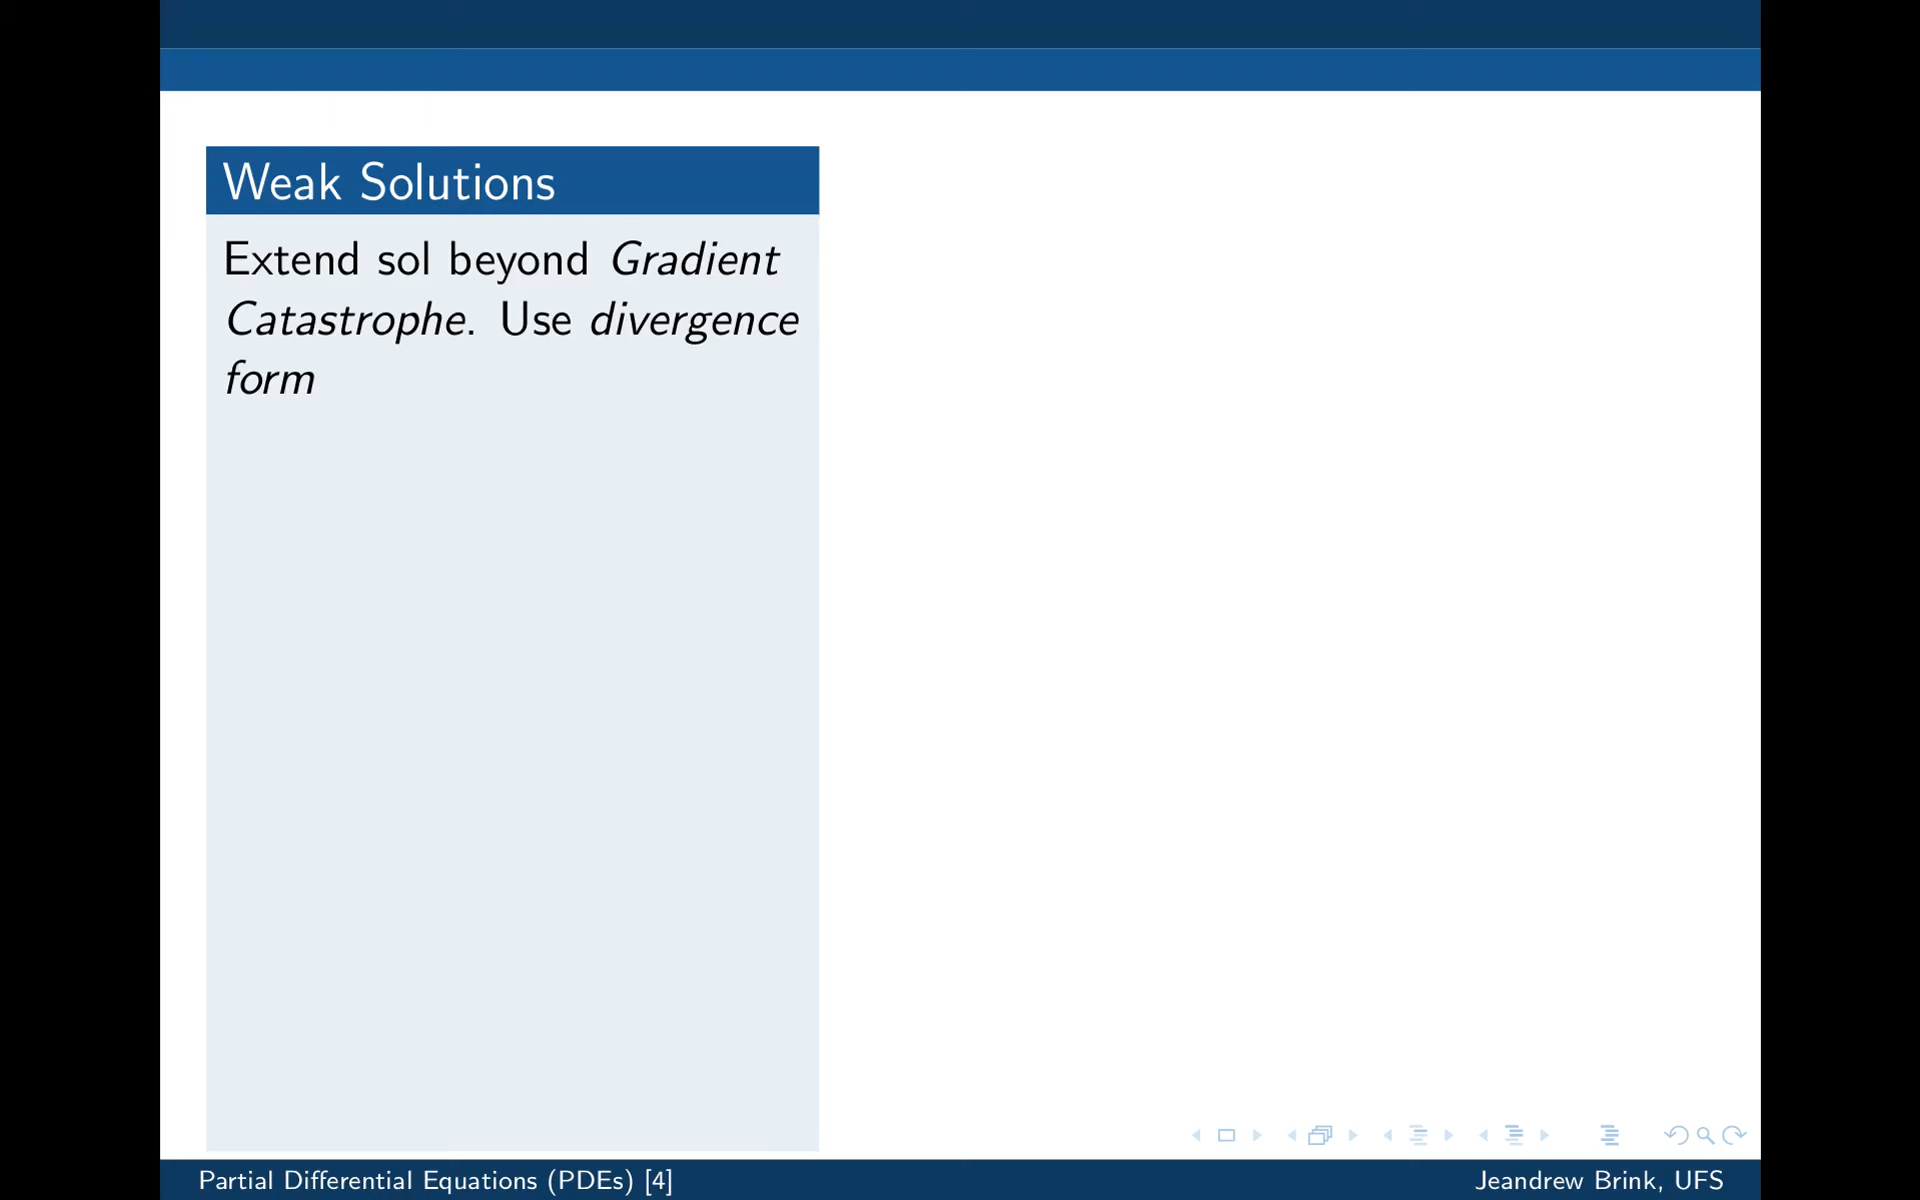 Weak Solutions
Extend sol beyond Gradient
Catastrophe. Use divergence
form
Partial Differential Equations (PDEs) [4]
Jeandrew Brink, UFS